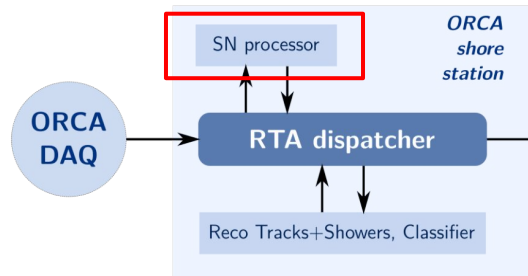 SN processor
ORCA
shore
station
ORCA
DAQ
RTA dispatcher
Reco Tracks+Showers, Classifier